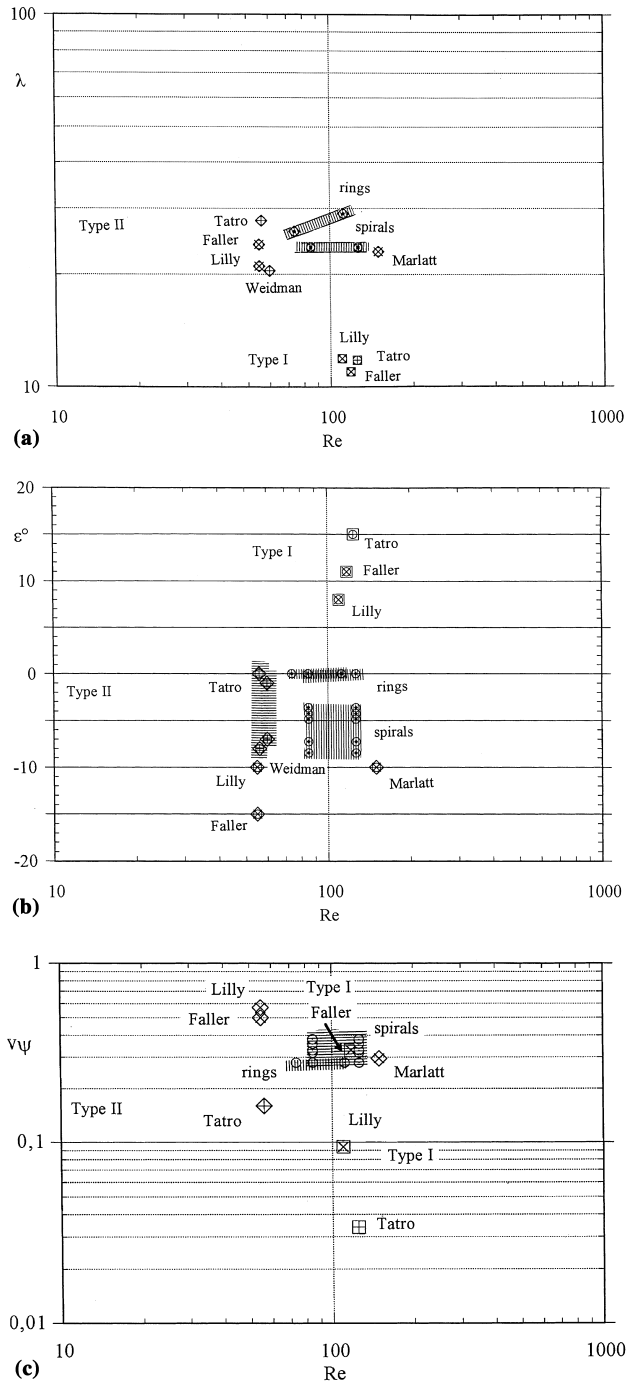 100
λ
rings
Tatro
Type II
spirals
Faller
Lilly
Marlatt
Weidman
Lilly
Type I
Tatro
Faller
10
10
100
1000
(a)
Re
20
ε°
Tatro
Type I
10
Faller
Lilly
0
Tatro
rings
Type II
spirals
-10
Lilly
Weidman
Marlatt
Faller
-20
10
100
1000
(b)
Re
1
Lilly
Type I
Faller
Faller
spirals
vψ
rings
Marlatt
Type II
Tatro
Lilly
0,1
Type I
Tatro
0,01
10
100
1000
(c)
Re